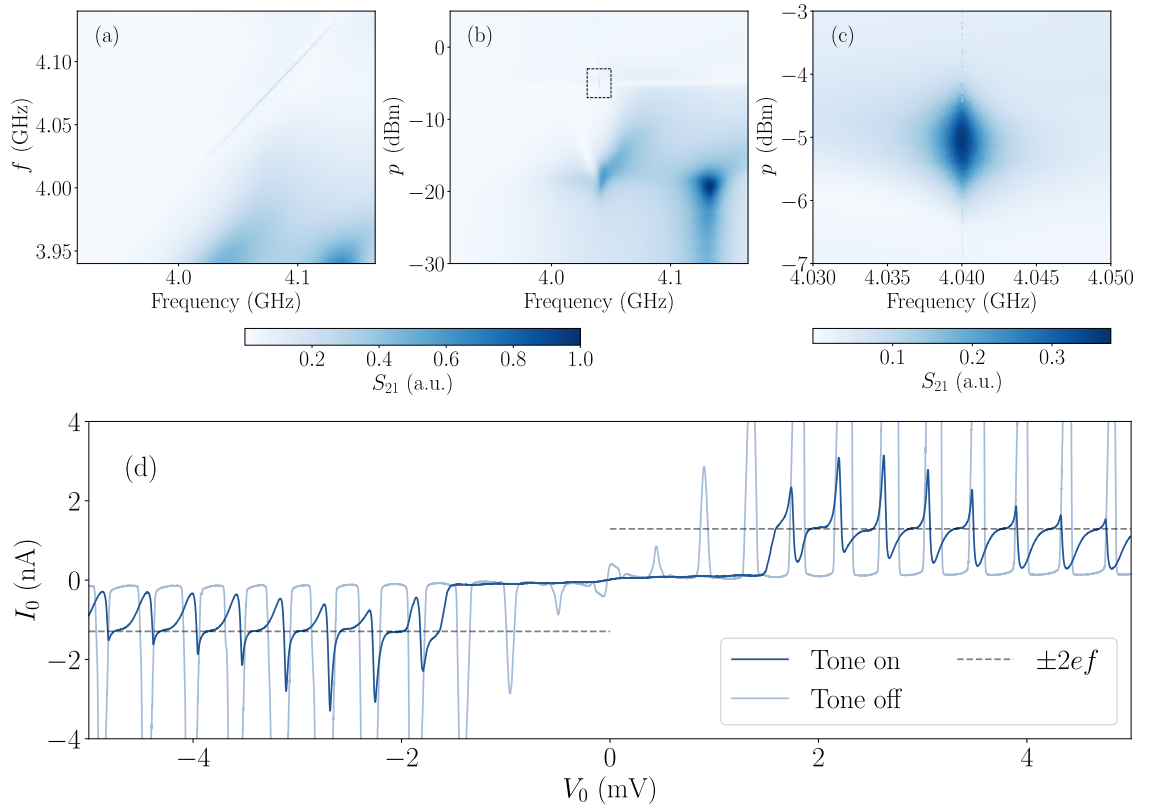 (a)
4.10
4.05
4.00
3.95
f (GHz)
4.0 4.1
Frequency (GHz)
(b)
0
−10
−20
−30
p (dBm)
4.0 4.1
Frequency (GHz)
(c)
−3
−4
−5
−6
−7
p (dBm)
4.030 4.035 4.040 4.045 4.050
Frequency (GHz)
0.2 0.4 0.6 0.8 1.0
S₂₁ (a.u.)
0.1 0.2 0.3
S₂₁ (a.u.)
(d)
4
2
0
−2
−4
I₀ (nA)
Tone on
Tone off
±2ef
−4 −2 0 2 4
V₀ (mV)